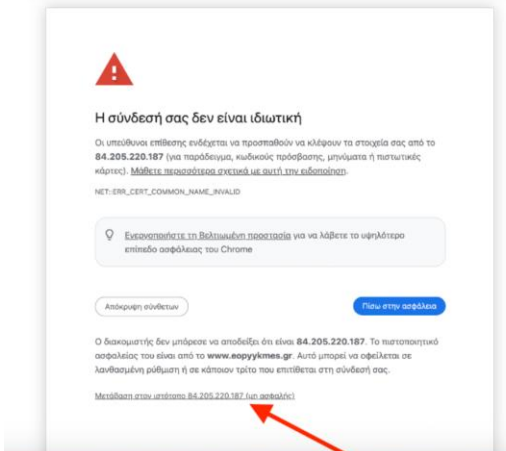 Η σύνδεσή σας δεν είναι ιδιωτική
Οι υπεύθυνοι επίθεσης ενδέχεται να προσπαθούν να κλέψουν τα στοιχεία σας από το
84.205.220.187 (για παράδειγμα, κωδικούς πρόσβασης, μηνύματα ή πιστωτικές
κάρτες). Μάθετε περισσότερα σχετικά με αυτή την ειδοποίηση.
NET::ERR_CERT_COMMON_NAME_INVALID
Ενεργοποιήστε τη Βελτιωμένη προστασία για να λάβετε το υψηλότερο
επίπεδο ασφάλειας του Chrome
Απόκρυψη σύνθετων
Πίσω στην ασφάλεια
Ο διακομιστής δεν μπόρεσε να αποδείξει ότι είναι 84.205.220.187. Το πιστοποιητικό
ασφαλείας του είναι από το www.eopyykmes.gr. Αυτό μπορεί να οφείλεται σε
λανθασμένη ρύθμιση ή σε κάποιον τρίτο που επιτίθεται στη σύνδεσή σας.
Μετάβαση στον ιστότοπο 84.205.220.187 (μη ασφαλής)